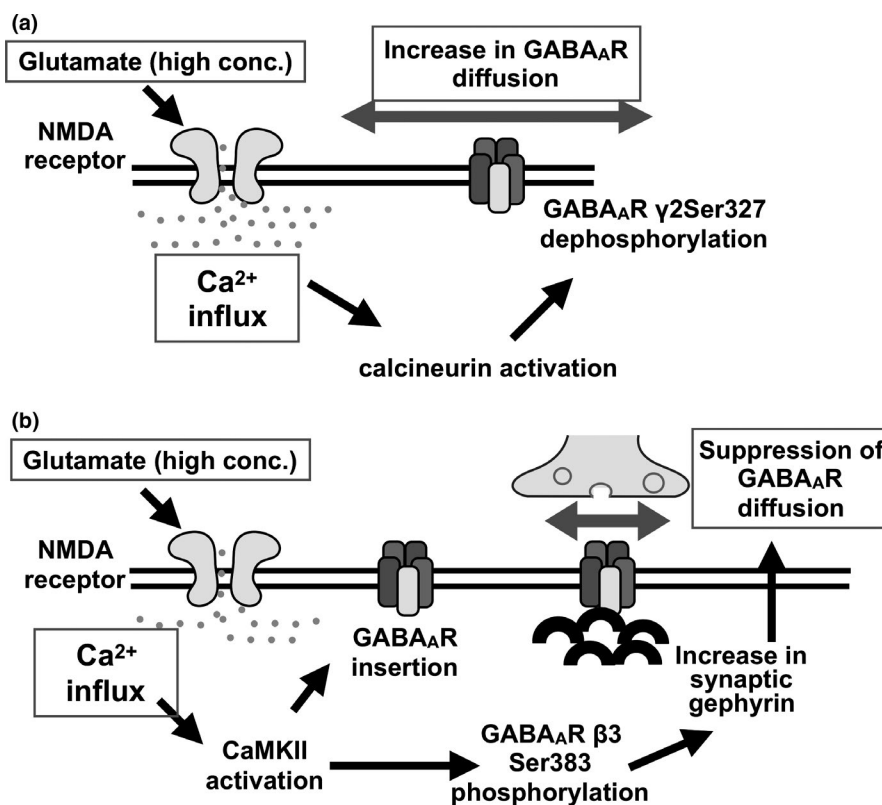 (a)
Glutamate (high conc.)
Increase in GABAAR
diffusion
NMDA
receptor
GABAAR γ2Ser327
dephosphorylation
Ca2+
influx
calcineurin activation
(b)
Glutamate (high conc.)
Suppression of
GABAAR
diffusion
NMDA
receptor
GABAAR
insertion
Ca2+
influx
Increase in
synaptic
gephyrin
CaMKII
activation
GABAAR β3
Ser383
phosphorylation